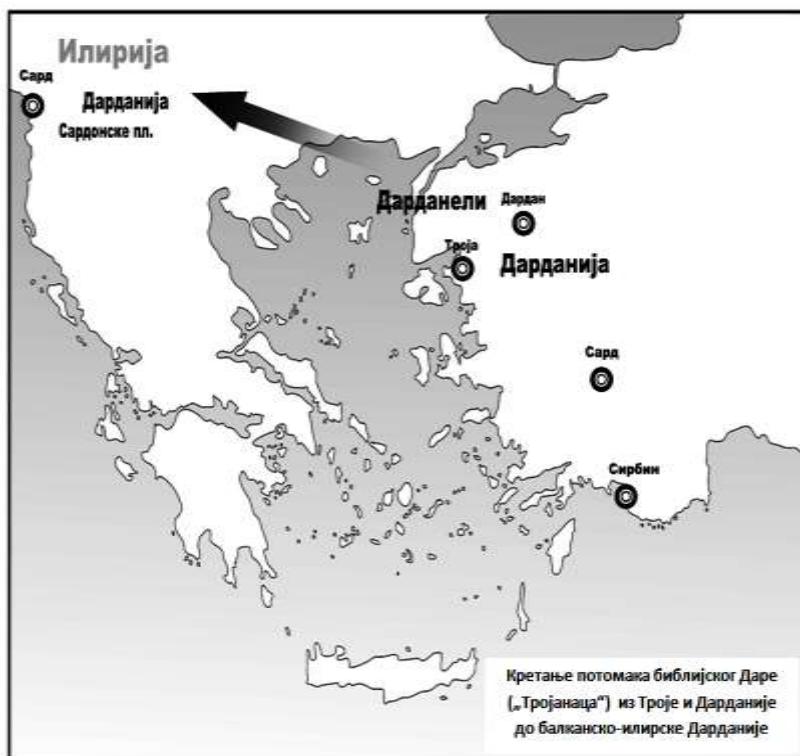 Илирија
Сард
Дарданија
Сардонске пл.
Дарданели
Дардан
Троја
Дарданија
Сард
Сирбин
Кретање потомака библијског Даре
(„Тројанаца“) из Троје и Дарданије
до балканско-илирске Дарданије